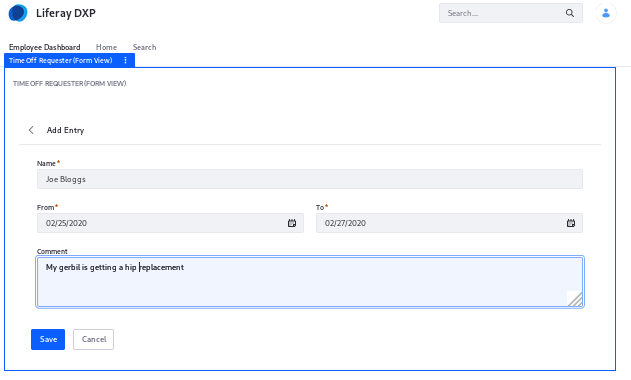 Liferay DXP
Search...
Employee Dashboard Home Search
Time Off Requester (Form View)
TIME OFF REQUESTER (FORM VIEW)
Add Entry
Name *
Joe Bloggs
From * To *
02/25/2020 02/27/2020
Comment
My gerbil is getting a hip replacement
Save Cancel